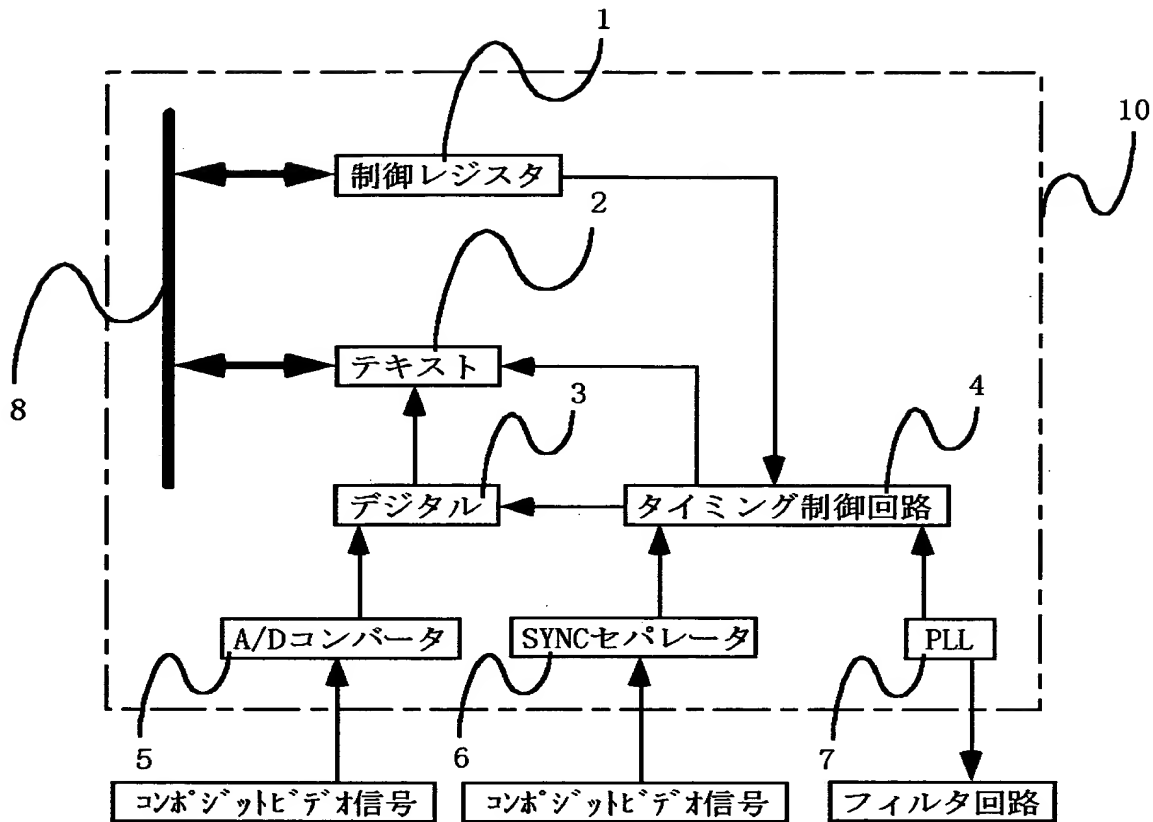 1
10
制御レジスタ
2
テキスト
3
4
8
デジタル
タイミング制御回路
A/Dコンバータ
SYNCセパレータ
PLL
5
6
7
コンポジットビデオ信号
コンポジットビデオ信号
フィルタ回路